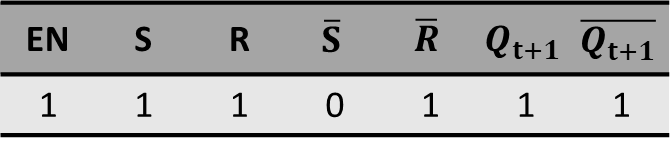 EN S R S̅ R̅ Qₜ₊₁ Q̅ₜ₊₁
1 1 1 0 1 1 1